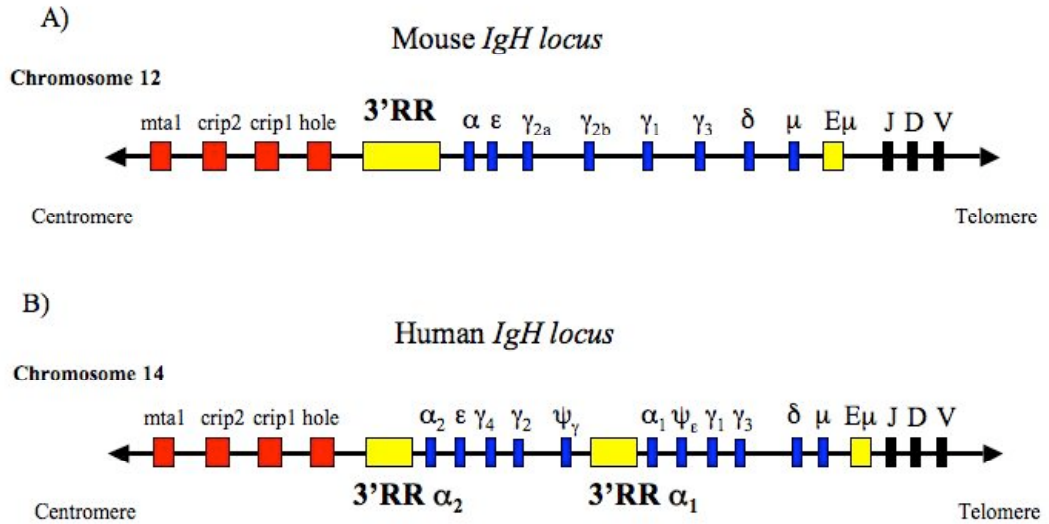 A)
Mouse IgH locus
Chromosome 12
mta1 crip2 crip1 hole 3’RR α ε γ2a γ2b γ1 γ3 δ μ Eμ J D V
Centromere Telomere
B)
Human IgH locus
Chromosome 14
mta1 crip2 crip1 hole α2 ε γ4 γ2 ψγ α1 ψε γ1 γ3 δ μ Eμ J D V
3’RR α2 3’RR α1
Centromere Telomere